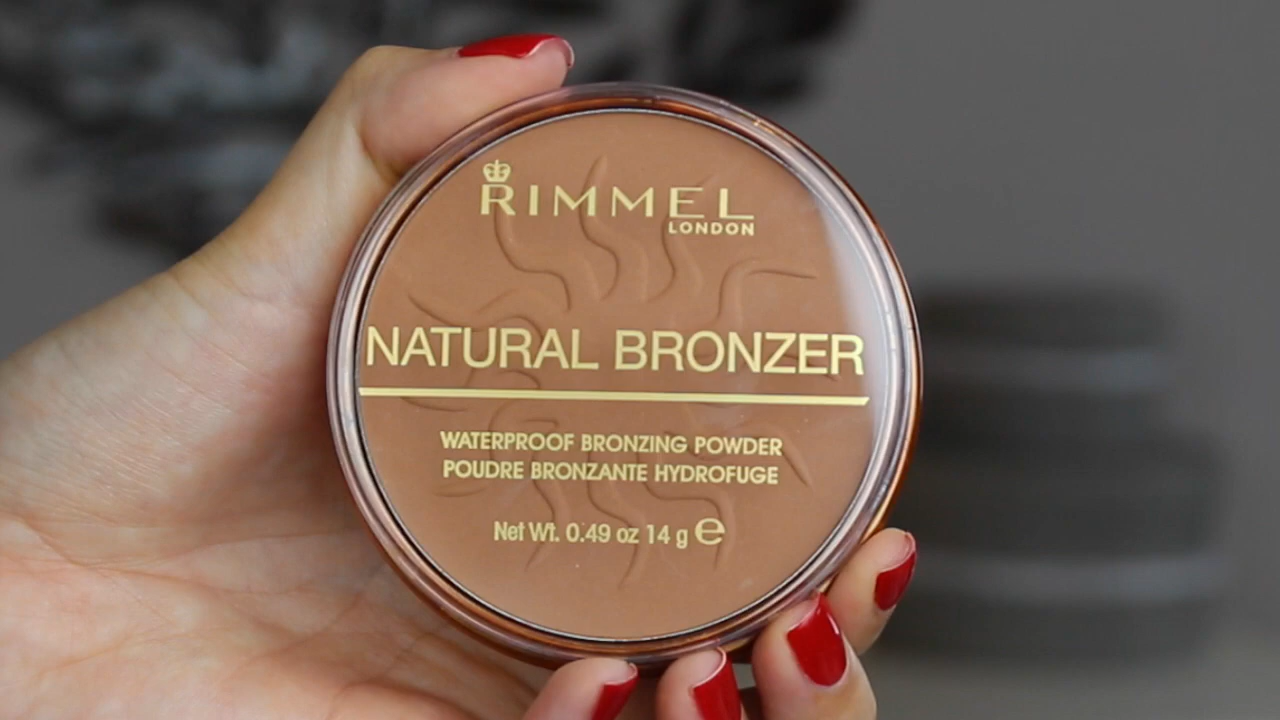 RIMMEL
LONDON
NATURAL BRONZER
WATERPROOF BRONZING POWDER
POUDRE BRONZANTE HYDROFUGE
Net Wt. 0.49 oz 14 g ℮